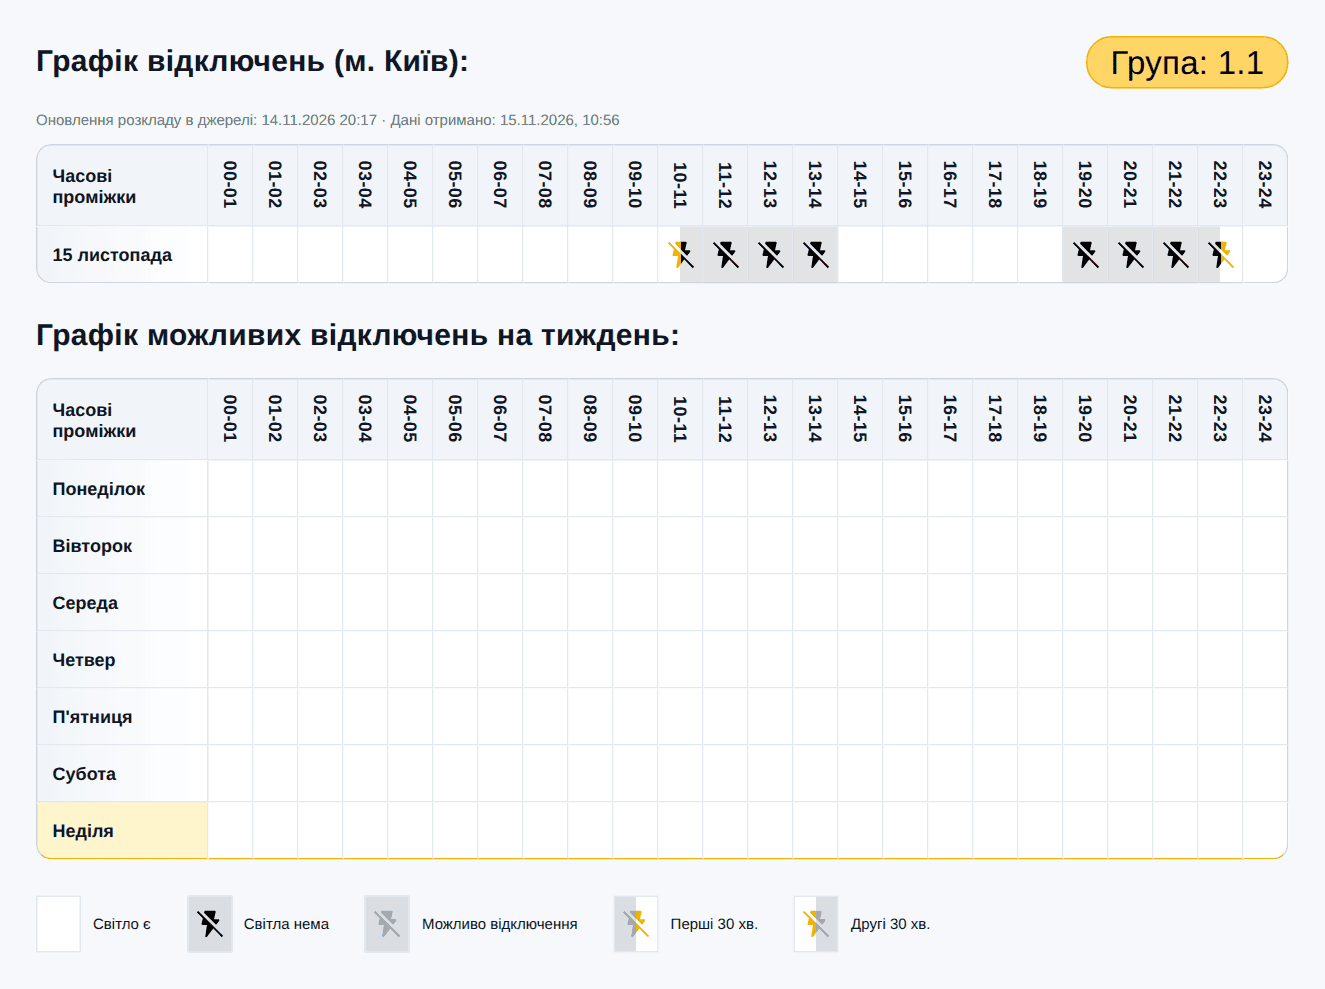 Графік відключень (м. Київ):
Група: 1.1
Оновлення розкладу в джерелі: 14.11.2026 20:17 · Дані отримано: 15.11.2026, 10:56
Часові
проміжки
00-01 01-02 02-03 03-04 04-05 05-06 06-07 07-08 08-09 09-10 10-11 11-12 12-13 13-14 14-15 15-16 16-17 17-18 18-19 19-20 20-21 21-22 22-23 23-24
15 листопада
Графік можливих відключень на тиждень:
Часові
проміжки
00-01 01-02 02-03 03-04 04-05 05-06 06-07 07-08 08-09 09-10 10-11 11-12 12-13 13-14 14-15 15-16 16-17 17-18 18-19 19-20 20-21 21-22 22-23 23-24
Понеділок
Вівторок
Середа
Четвер
П'ятниця
Субота
Неділя
Світло є Світла нема Можливо відключення Перші 30 хв. Другі 30 хв.